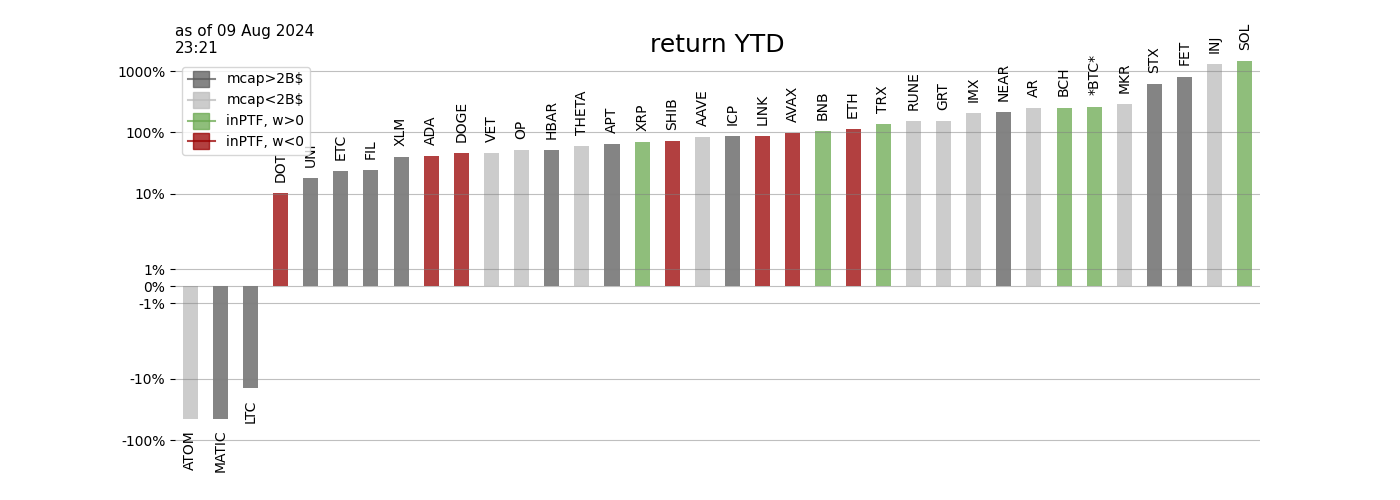 as of 09 Aug 2024
23:21
return YTD
mcap>2B$
mcap<2B$
inPTF, w>0
inPTF, w<0
1000%
100%
10%
1%
0%
-1%
-10%
-100%
ATOM
MATIC
LTC
DOT
UNI
ETC
FIL
XLM
ADA
DOGE
VET
OP
HBAR
THETA
APT
XRP
SHIB
AAVE
ICP
LINK
AVAX
BNB
ETH
TRX
RUNE
GRT
IMX
NEAR
AR
BCH
*BTC*
MKR
STX
FET
INJ
SOL